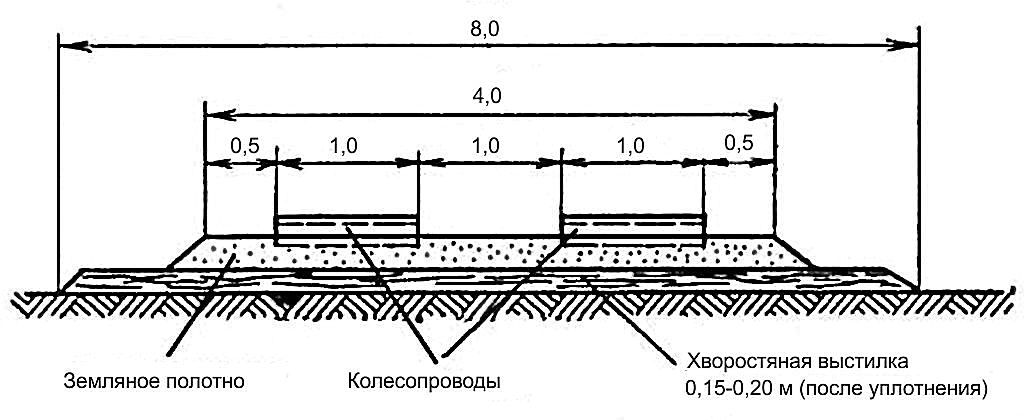 8,0
4,0
0,5 1,0 1,0 1,0 0,5
Земляное полотно
Колесопроводы
Хворостяная выстилка
0,15-0,20 м (после уплотнения)